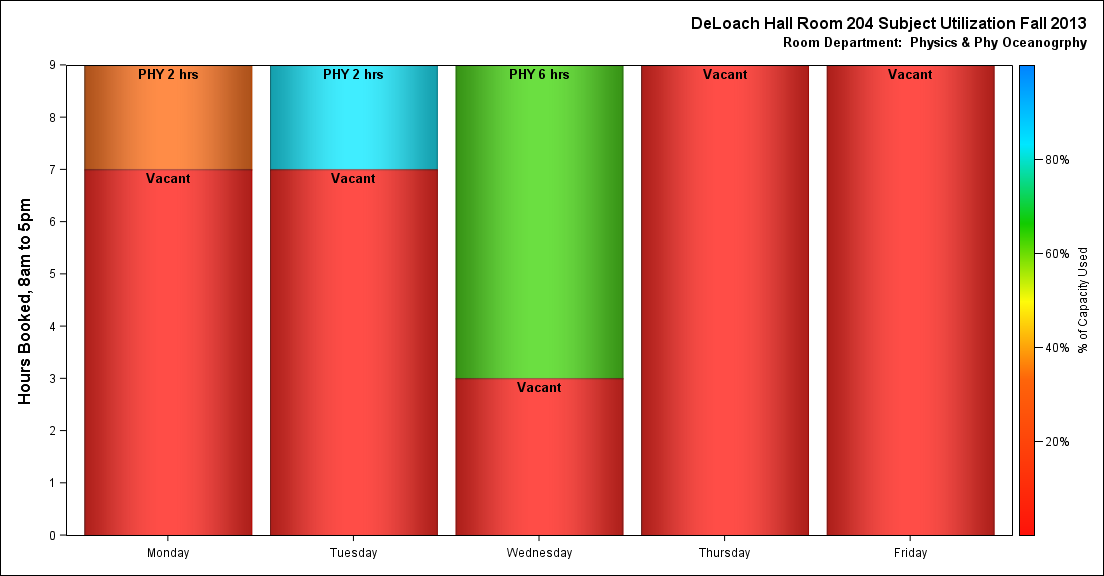 DeLoach Hall Room 204 Subject Utilization Fall 2013
Room Department:  Physics & Phy Oceanogrphy
Hours Booked, 8am to 5pm
9
8
7
6
5
4
3
2
1
0
PHY 2 hrs
Vacant
PHY 2 hrs
Vacant
PHY 6 hrs
Vacant
Vacant
Vacant
Monday
Tuesday
Wednesday
Thursday
Friday
80%
60%
40%
20%
% of Capacity Used